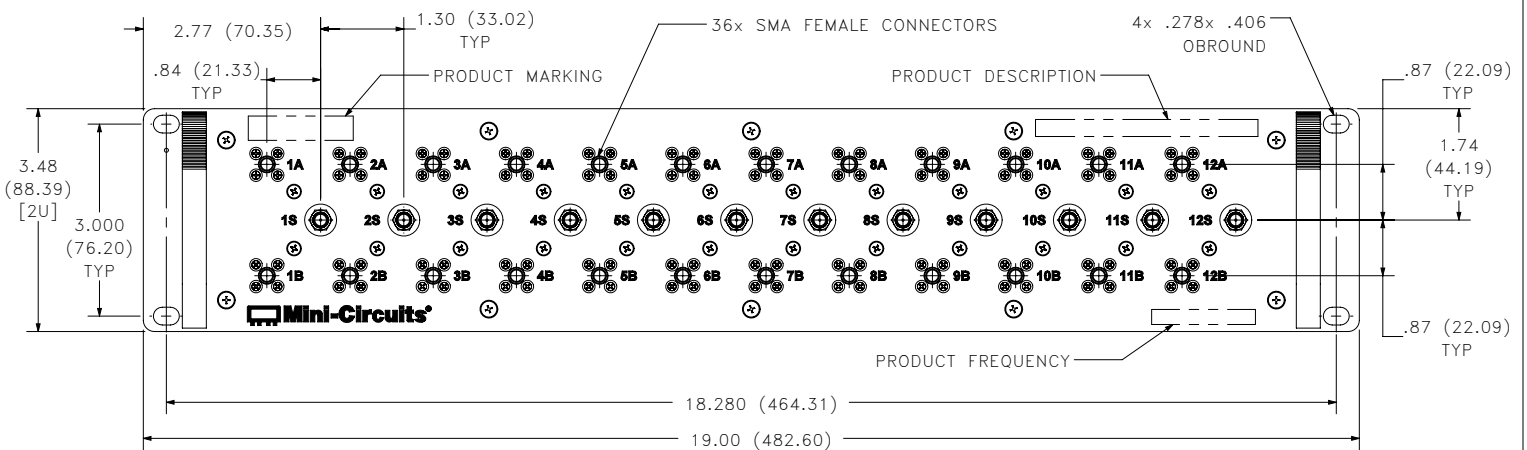 2.77 (70.35)
1.30 (33.02)
TYP
36x SMA FEMALE CONNECTORS
4x .278x .406
OBROUND
.84 (21.33)
TYP
PRODUCT MARKING
PRODUCT DESCRIPTION
.87 (22.09)
TYP
3.48
(88.39)
[2U]
3.000
(76.20)
TYP
1.74
(44.19)
TYP
1A 2A 3A 4A 5A 6A 7A 8A 9A 10A 11A 12A
1S 2S 3S 4S 5S 6S 7S 8S 9S 10S 11S 12S
1B 2B 3B 4B 5B 6B 7B 8B 9B 10B 11B 12B
Mini-Circuits®
.87 (22.09)
TYP
PRODUCT FREQUENCY
18.280 (464.31)
19.00 (482.60)